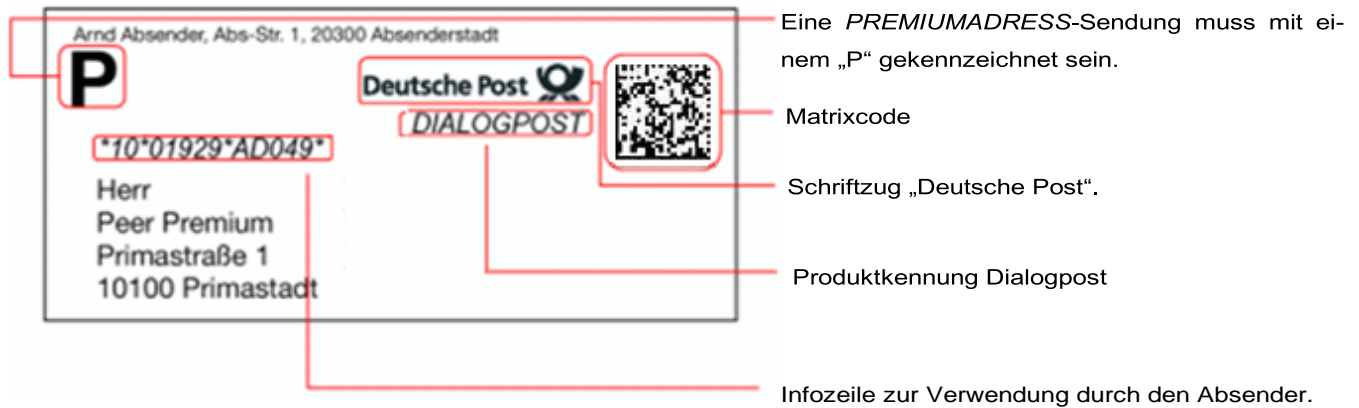 Arnd Absender, Abs-Str. 1, 20300 Absenderstadt
P
Deutsche Post
DIALOGPOST
*10*01929*AD049*
Herr
Peer Premium
Primastraße 1
10100 Primastadt
Eine PREMIUMADRESS-Sendung muss mit ei-
nem „P“ gekennzeichnet sein.
Matrixcode
Schriftzug „Deutsche Post“.
Produktkennung Dialogpost
Infozeile zur Verwendung durch den Absender.